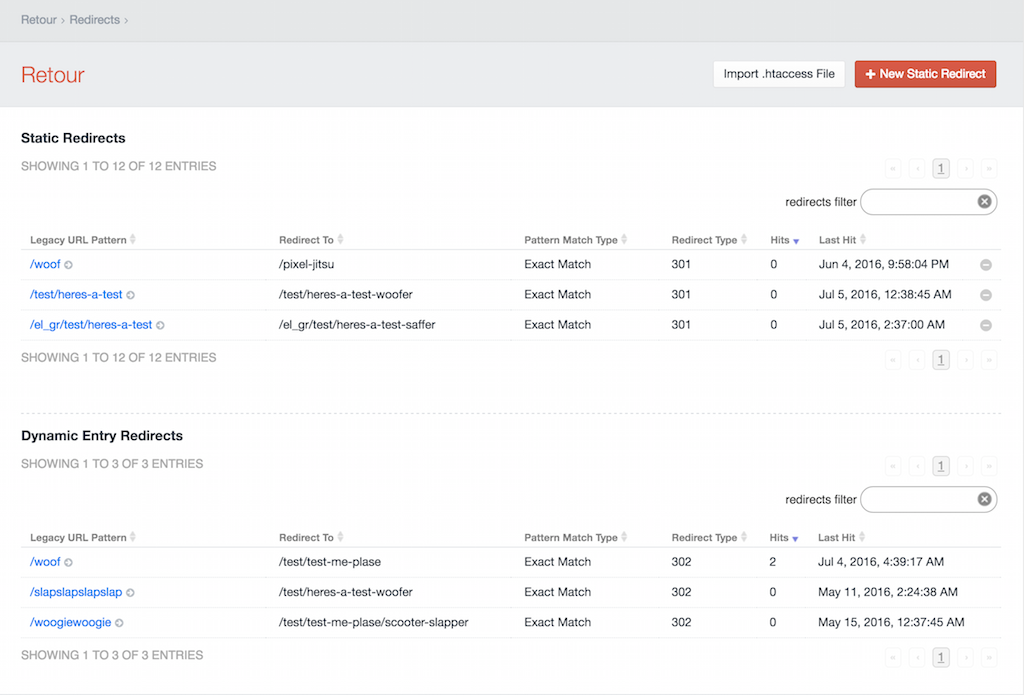 Retour › Redirects ›
Retour
Import .htaccess File
+ New Static Redirect
Static Redirects
SHOWING 1 TO 12 OF 12 ENTRIES
« ‹ 1 › »
redirects filter
Legacy URL Pattern Redirect To Pattern Match Type Redirect Type Hits Last Hit
/woof /pixel-jitsu Exact Match 301 0 Jun 4, 2016, 9:58:04 PM
/test/heres-a-test /test/heres-a-test-woofer Exact Match 301 0 Jul 5, 2016, 12:38:45 AM
/el_gr/test/heres-a-test /el_gr/test/heres-a-test-saffer Exact Match 301 0 Jul 5, 2016, 2:37:00 AM
SHOWING 1 TO 12 OF 12 ENTRIES
« ‹ 1 › »
Dynamic Entry Redirects
SHOWING 1 TO 3 OF 3 ENTRIES
« ‹ 1 › »
redirects filter
Legacy URL Pattern Redirect To Pattern Match Type Redirect Type Hits Last Hit
/woof /test/test-me-plase Exact Match 302 2 Jul 4, 2016, 4:39:17 AM
/slapslapslapslap /test/heres-a-test-woofer Exact Match 302 0 May 11, 2016, 2:24:38 AM
/woogiewoogie /test/test-me-plase/scooter-slapper Exact Match 302 0 May 15, 2016, 12:37:45 AM
SHOWING 1 TO 3 OF 3 ENTRIES
« ‹ 1 › »